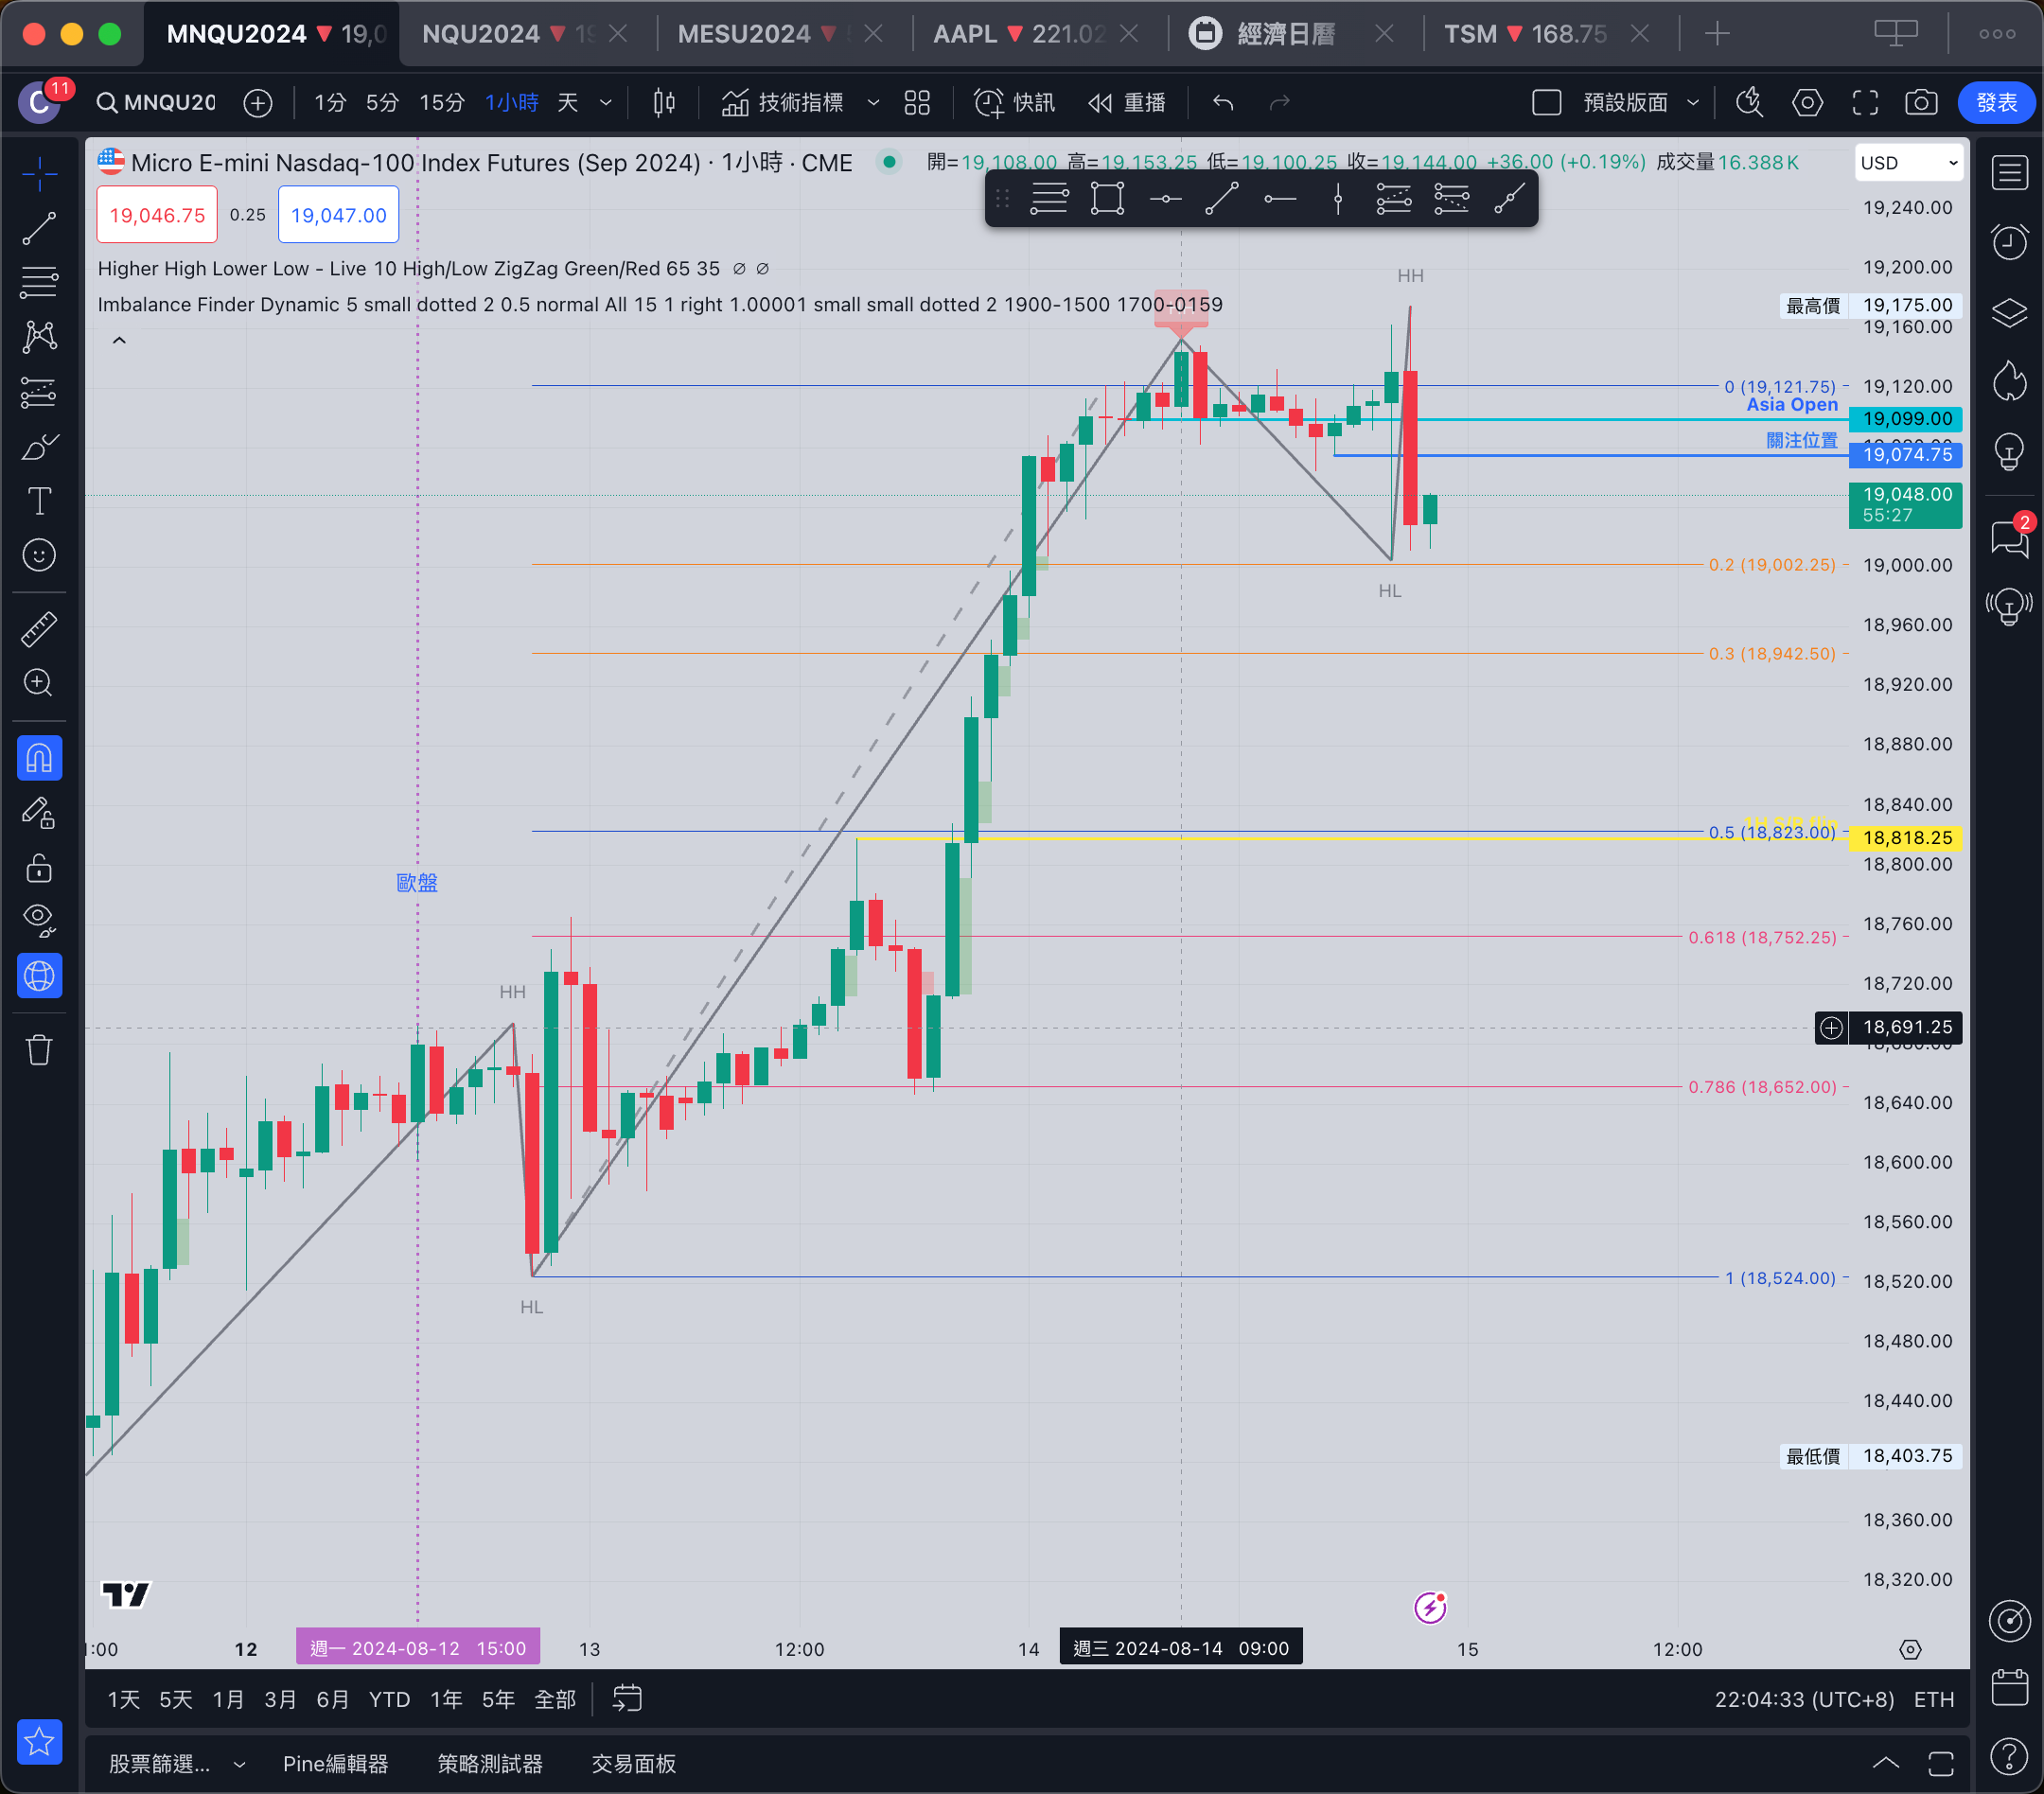 MNQU2024 19,0
NQU2024 19
MESU2024
AAPL 221.02
經濟日曆
TSM 168.75
C 11
MNQU20
1分 5分 15分 1小時 天
技術指標
快訊
重播
預設版面
發表
Micro E-mini Nasdaq-100 Index Futures (Sep 2024) · 1小時 · CME
開=19,108.00 高=19,153.25 低=19,100.25 收=19,144.00 +36.00 (+0.19%) 成交量16.388K
USD
19,046.75 0.25 19,047.00
Higher High Lower Low - Live 10 High/Low ZigZag Green/Red 65 35 ∅ ∅
Imbalance Finder Dynamic 5 small dotted 2 0.5 normal All 15 1 right 1.00001 small small dotted 2 1900-1500 1700-0159
19,240.00
19,200.00
HH
最高價 19,175.00
19,160.00
0 (19,121.75)
19,120.00
Asia Open
19,099.00
關注位置
19,074.75
19,048.00
55:27
0.2 (19,002.25)
19,000.00
HL
18,960.00
0.3 (18,942.50)
18,920.00
18,880.00
18,840.00
1H S/R flip
0.5 (18,823.00)
18,818.25
18,800.00
歐盤
18,760.00
0.618 (18,752.25)
18,720.00
HH
18,691.25
18,680.00
0.786 (18,652.00)
18,640.00
18,600.00
18,560.00
1 (18,524.00)
18,520.00
HL
18,480.00
18,440.00
最低價 18,403.75
18,360.00
18,320.00
2
:00 12 週一 2024-08-12 15:00 13 12:00 14 週三 2024-08-14 09:00 15 12:00
1天 5天 1月 3月 6月 YTD 1年 5年 全部
22:04:33 (UTC+8) ETH
股票篩選... Pine編輯器 策略測試器 交易面板